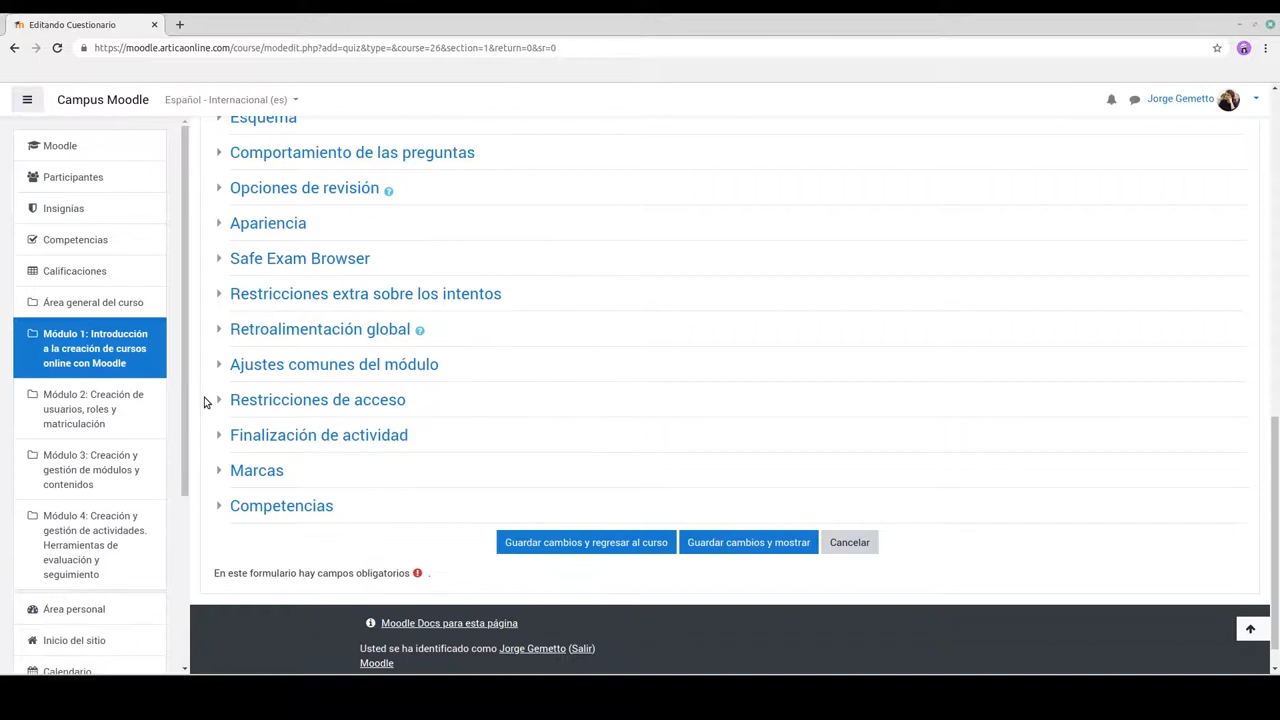 Editando Cuestionario
https://moodle.articaonline.com/course/modedit.php?add=quiz&type=&course=26&section=1&return=0&sr=0
Campus Moodle
Español - Internacional (es)
Jorge Gemetto
Moodle
Participantes
Insignias
Competencias
Calificaciones
Área general del curso
Módulo 1: Introducción
a la creación de cursos
online con Moodle
Módulo 2: Creación de
usuarios, roles y
matriculación
Módulo 3: Creación y
gestión de módulos y
contenidos
Módulo 4: Creación y
gestión de actividades.
Herramientas de
evaluación y
seguimiento
Área personal
Inicio del sitio
Calendario
Esquema
Comportamiento de las preguntas
Opciones de revisión
Apariencia
Safe Exam Browser
Restricciones extra sobre los intentos
Retroalimentación global
Ajustes comunes del módulo
Restricciones de acceso
Finalización de actividad
Marcas
Competencias
Guardar cambios y regresar al curso
Guardar cambios y mostrar
Cancelar
En este formulario hay campos obligatorios .
Moodle Docs para esta página
Usted se ha identificado como Jorge Gemetto (Salir)
Moodle